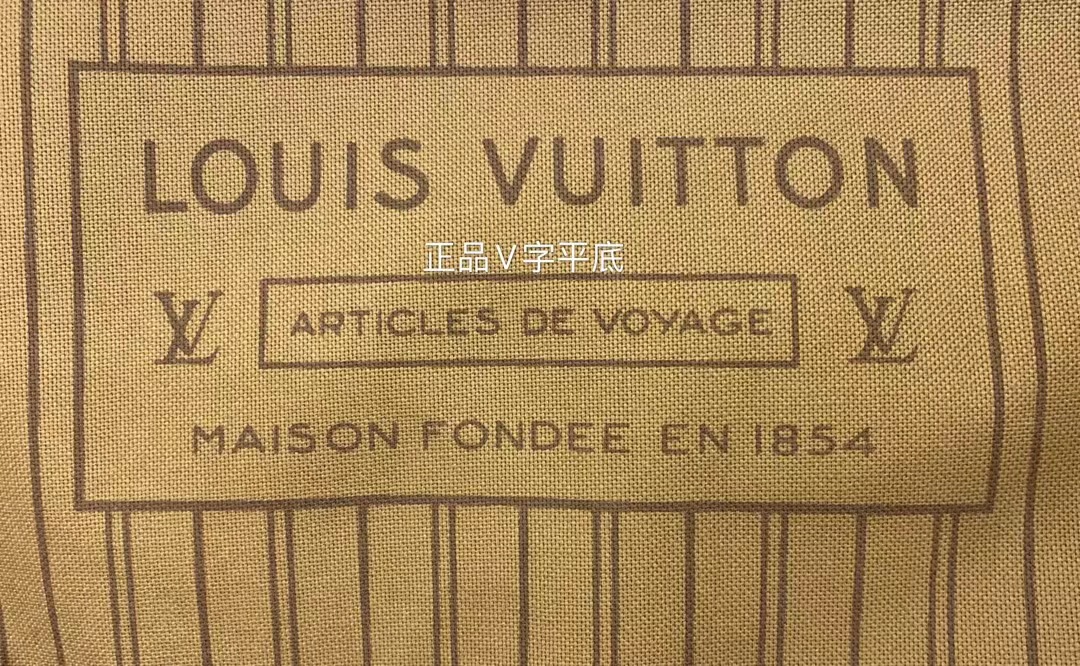 LOUIS VUITTON
正品V字平底
LV ARTICLES DE VOYAGE LV
MAISON FONDEE EN 1854